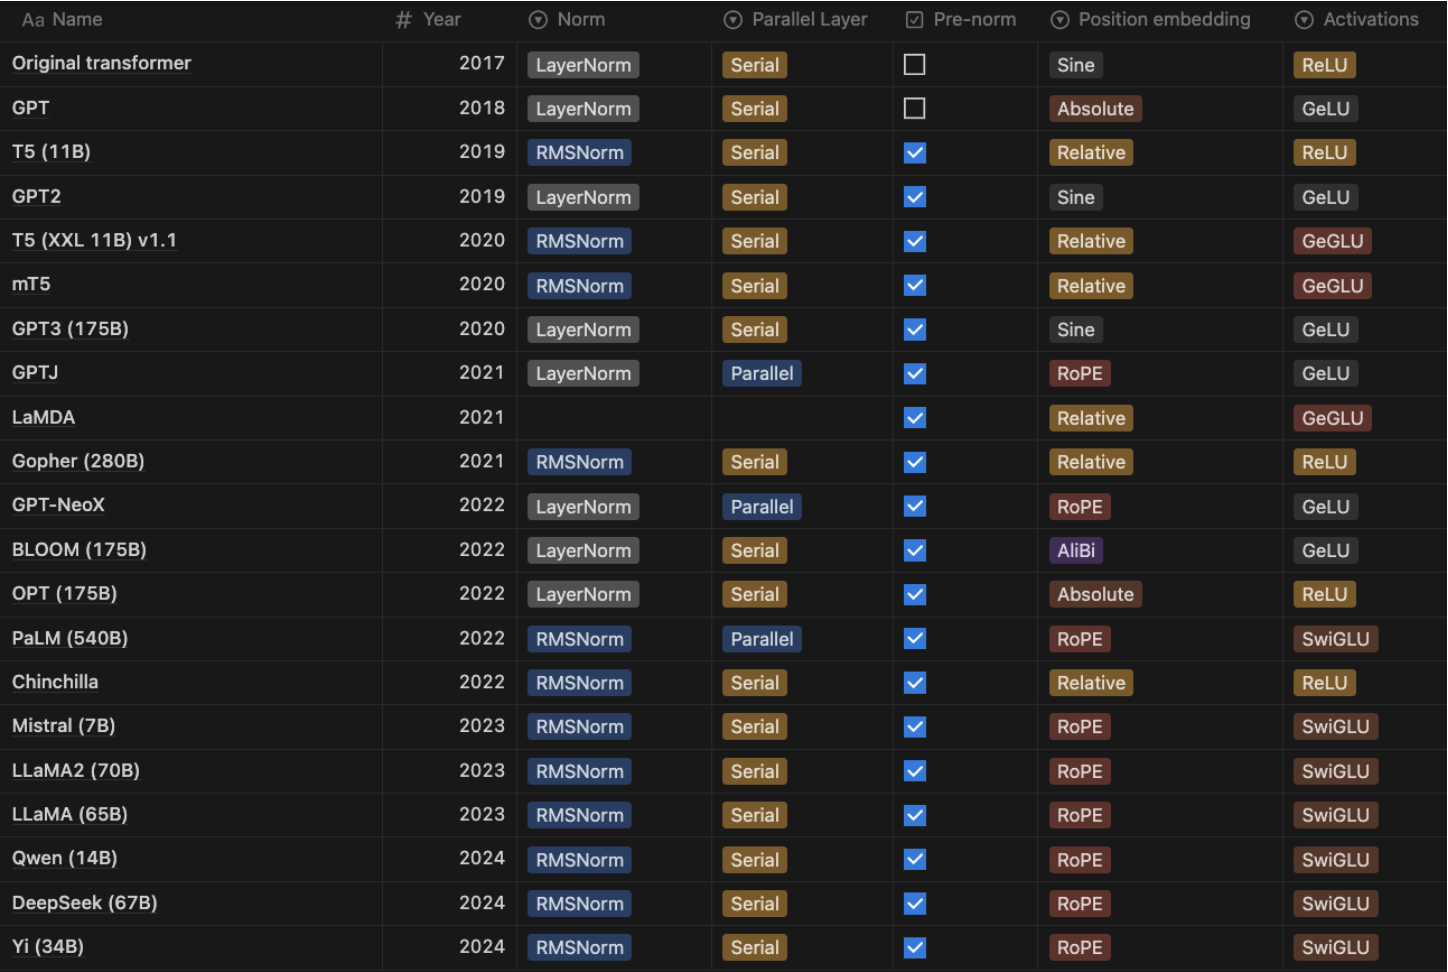 Aa Name # Year Norm Parallel Layer Pre-norm Position embedding Activations
Original transformer 2017 LayerNorm Serial Sine ReLU
GPT 2018 LayerNorm Serial Absolute GeLU
T5 (11B) 2019 RMSNorm Serial Relative ReLU
GPT2 2019 LayerNorm Serial Sine GeLU
T5 (XXL 11B) v1.1 2020 RMSNorm Serial Relative GeGLU
mT5 2020 RMSNorm Serial Relative GeGLU
GPT3 (175B) 2020 LayerNorm Serial Sine GeLU
GPTJ 2021 LayerNorm Parallel RoPE GeLU
LaMDA 2021 Relative GeGLU
Gopher (280B) 2021 RMSNorm Serial Relative ReLU
GPT-NeoX 2022 LayerNorm Parallel RoPE GeLU
BLOOM (175B) 2022 LayerNorm Serial AliBi GeLU
OPT (175B) 2022 LayerNorm Serial Absolute ReLU
PaLM (540B) 2022 RMSNorm Parallel RoPE SwiGLU
Chinchilla 2022 RMSNorm Serial Relative ReLU
Mistral (7B) 2023 RMSNorm Serial RoPE SwiGLU
LLaMA2 (70B) 2023 RMSNorm Serial RoPE SwiGLU
LLaMA (65B) 2023 RMSNorm Serial RoPE SwiGLU
Qwen (14B) 2024 RMSNorm Serial RoPE SwiGLU
DeepSeek (67B) 2024 RMSNorm Serial RoPE SwiGLU
Yi (34B) 2024 RMSNorm Serial RoPE SwiGLU